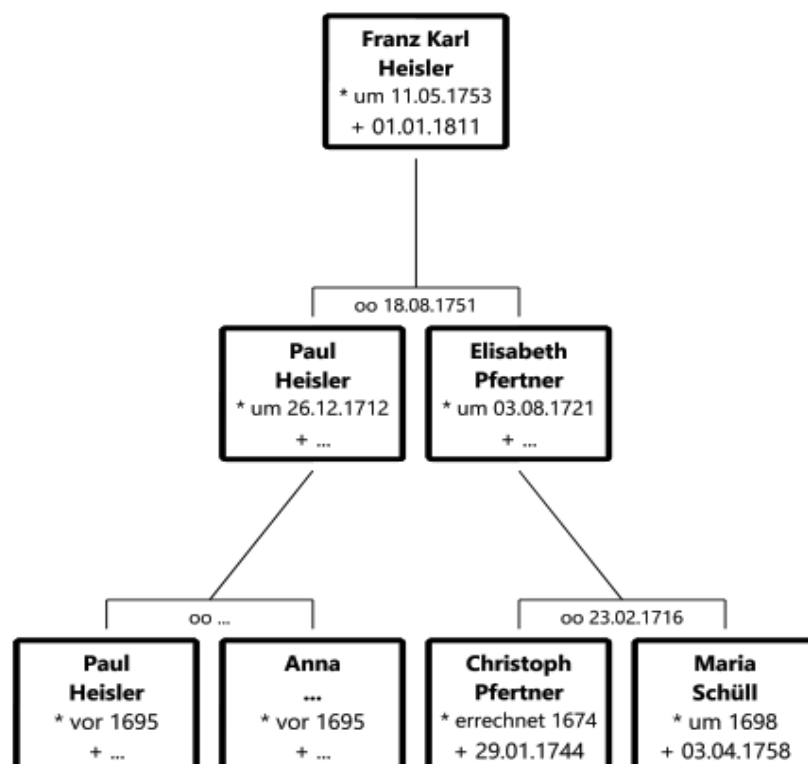 Franz Karl
Heisler
* um 11.05.1753
+ 01.01.1811
oo 18.08.1751
Paul
Heisler
* um 26.12.1712
+ ...
Elisabeth
Pfertner
* um 03.08.1721
+ ...
oo ...
oo 23.02.1716
Paul
Heisler
* vor 1695
+ ...
Anna
...
* vor 1695
+ ...
Christoph
Pfertner
* errechnet 1674
+ 29.01.1744
Maria
Schüll
* um 1698
+ 03.04.1758